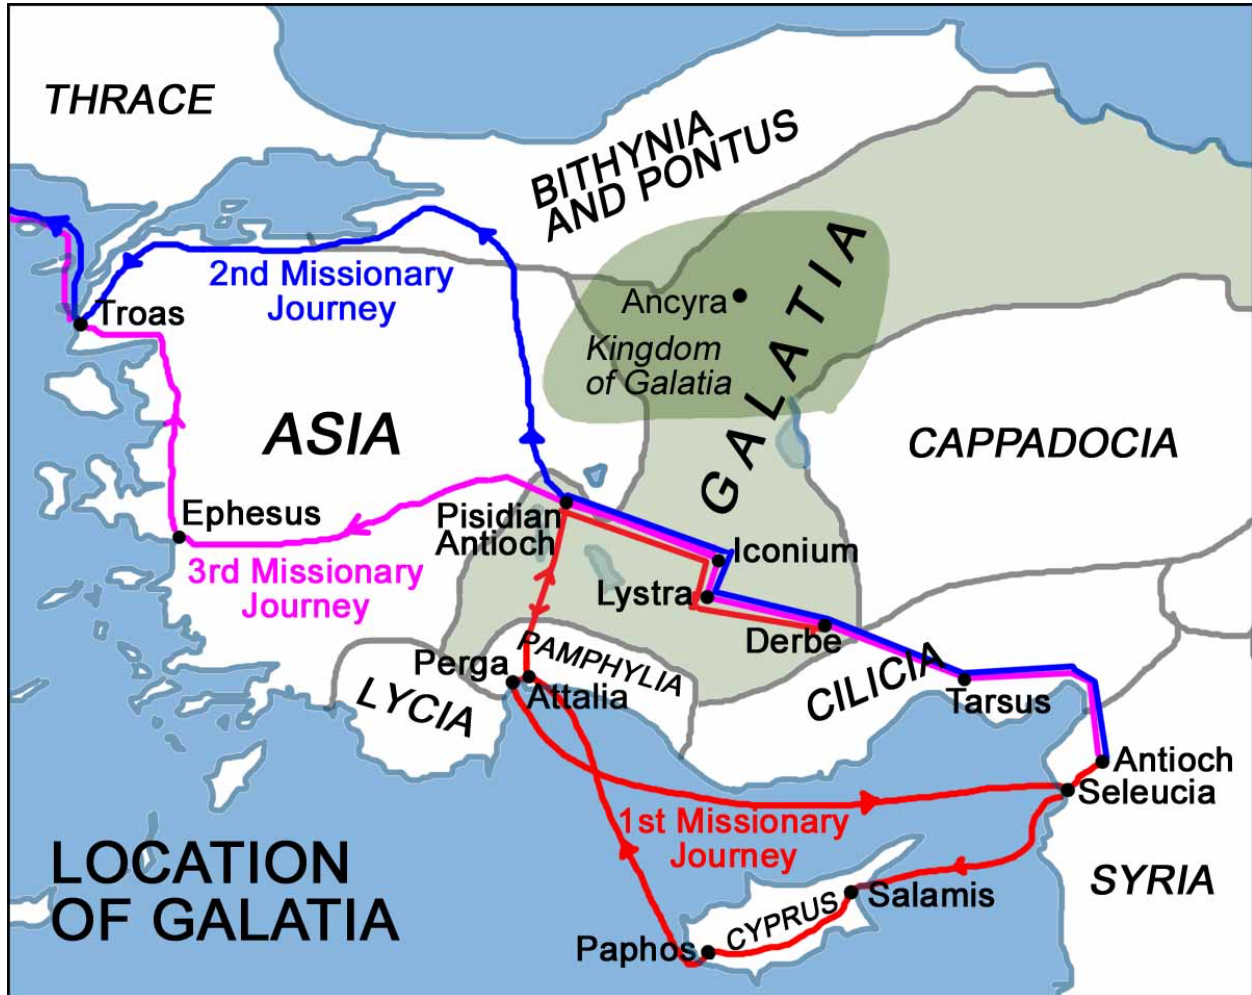 THRACE
BITHYNIA
AND PONTUS
2nd Missionary
Journey
Troas
Ancyra
Kingdom
of Galatia
GALATIA
ASIA
CAPPADOCIA
Ephesus
Pisidian
Antioch
3rd Missionary
Journey
Iconium
Lystra
Derbe
PAMPHYLIA
Perga
Attalia
LYCIA
CILICIA
Tarsus
Antioch
Seleucia
1st Missionary
Journey
SYRIA
Salamis
CYPRUS
Paphos
LOCATION
OF GALATIA